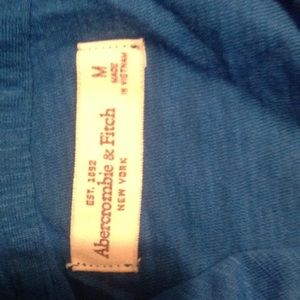 EST. 1892
Abercrombie & Fitch
NEW YORK
M
MADE
IN VIETNAM